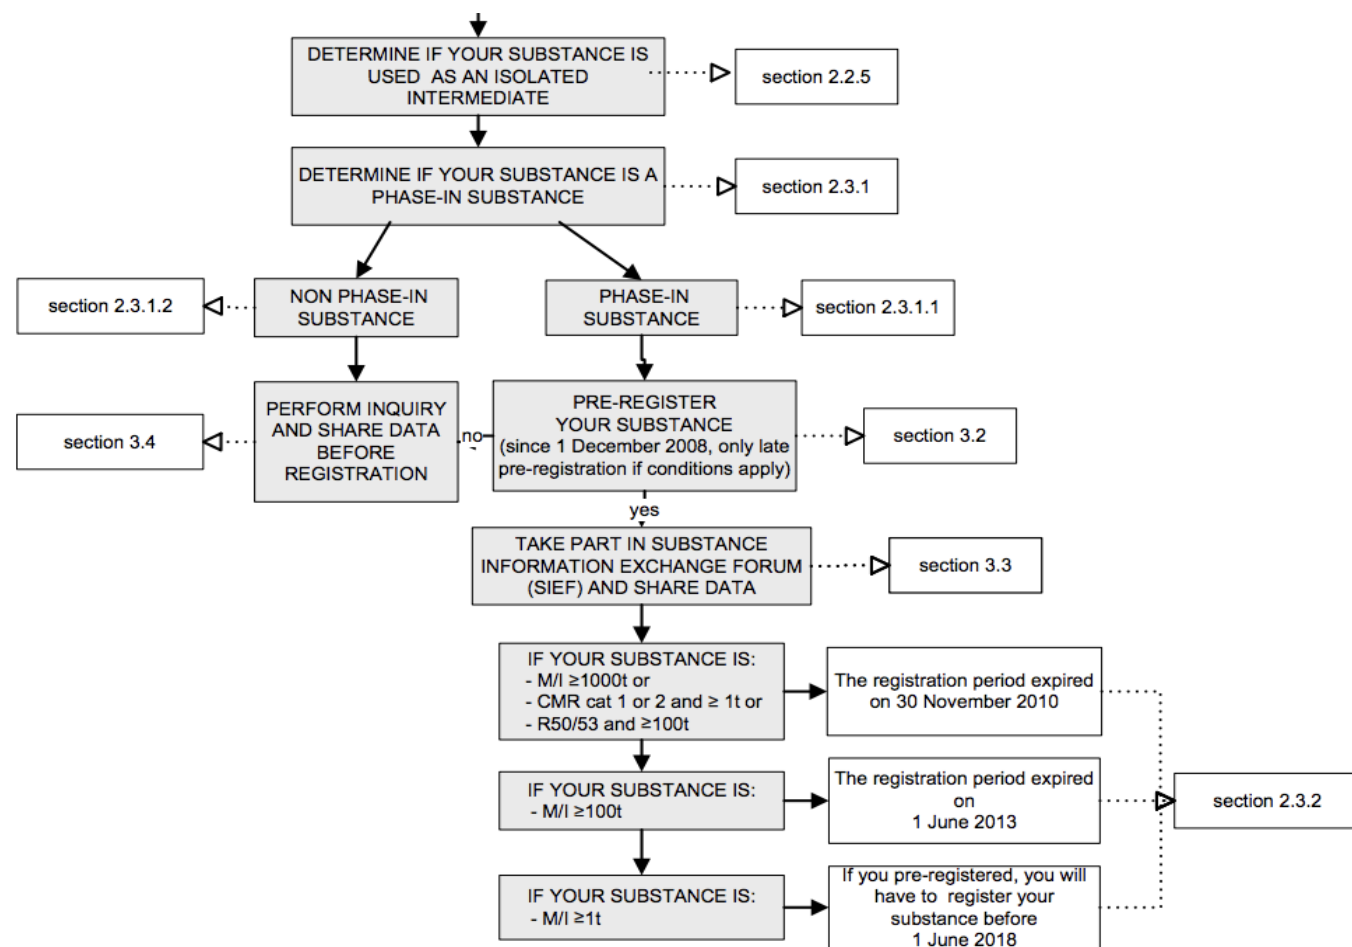 DETERMINE IF YOUR SUBSTANCE IS
USED AS AN ISOLATED
INTERMEDIATE
section 2.2.5
DETERMINE IF YOUR SUBSTANCE IS A
PHASE-IN SUBSTANCE
section 2.3.1
section 2.3.1.2
NON PHASE-IN
SUBSTANCE
PHASE-IN
SUBSTANCE
section 2.3.1.1
section 3.4
PERFORM INQUIRY
AND SHARE DATA
BEFORE
REGISTRATION
no
PRE-REGISTER
YOUR SUBSTANCE
(since 1 December 2008, only late
pre-registration if conditions apply)
section 3.2
yes
TAKE PART IN SUBSTANCE
INFORMATION EXCHANGE FORUM
(SIEF) AND SHARE DATA
section 3.3
IF YOUR SUBSTANCE IS:
- M/I ≥1000t or
- CMR cat 1 or 2 and ≥ 1t or
- R50/53 and ≥100t
The registration period expired
on 30 November 2010
IF YOUR SUBSTANCE IS:
- M/I ≥100t
The registration period expired
on
1 June 2013
section 2.3.2
IF YOUR SUBSTANCE IS:
- M/I ≥1t
If you pre-registered, you will
have to register your
substance before
1 June 2018